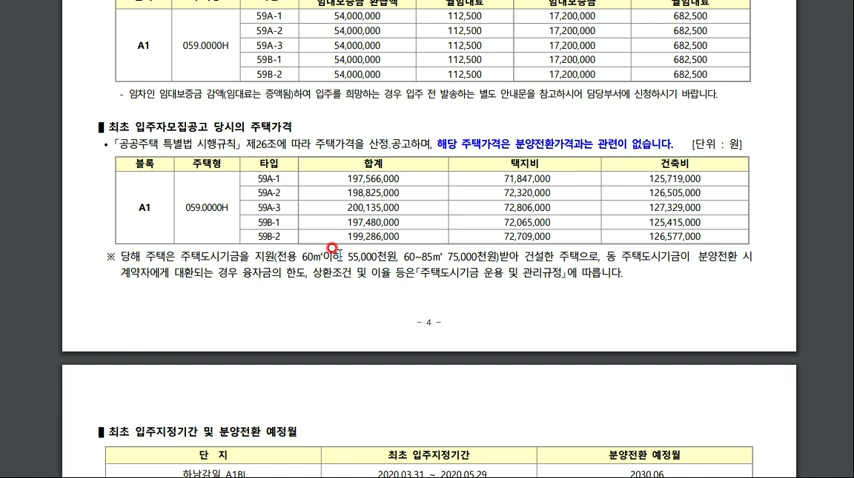 임대보증금 환급액 월임대료 임대보증금 월임대료
A1 059.0000H 59A-1 54,000,000 112,500 17,200,000 682,500
59A-2 54,000,000 112,500 17,200,000 682,500
59A-3 54,000,000 112,500 17,200,000 682,500
59B-1 54,000,000 112,500 17,200,000 682,500
59B-2 54,000,000 112,500 17,200,000 682,500
- 임차인 임대보증금 감액(임대료는 증액됨)하여 입주를 희망하는 경우 입주 전 발송하는 별도 안내문을 참고하시어 담당부서에 신청하시기 바랍니다.
최초 입주자모집공고 당시의 주택가격
• 「공공주택 특별법 시행규칙」 제26조에 따라 주택가격을 산정.공고하며, 해당 주택가격은 분양전환가격과는 관련이 없습니다. [단위 : 원]
블록 주택형 타입 합계 택지비 건축비
A1 059.0000H 59A-1 197,566,000 71,847,000 125,719,000
59A-2 198,825,000 72,320,000 126,505,000
59A-3 200,135,000 72,806,000 127,329,000
59B-1 197,480,000 72,065,000 125,415,000
59B-2 199,286,000 72,709,000 126,577,000
※ 당해 주택은 주택도시기금을 지원(전용 60㎡이하 55,000천원, 60~85㎡ 75,000천원)받아 건설한 주택으로, 동 주택도시기금이 분양전환 시
계약자에게 대환되는 경우 융자금의 한도, 상환조건 및 이율 등은「주택도시기금 운용 및 관리규정」에 따릅니다.
- 4 -
최초 입주지정기간 및 분양전환 예정월
단 지 최초 입주지정기간 분양전환 예정월
하남감일 A1BL 2020.03.31 ~ 2020.05.29 2030.06